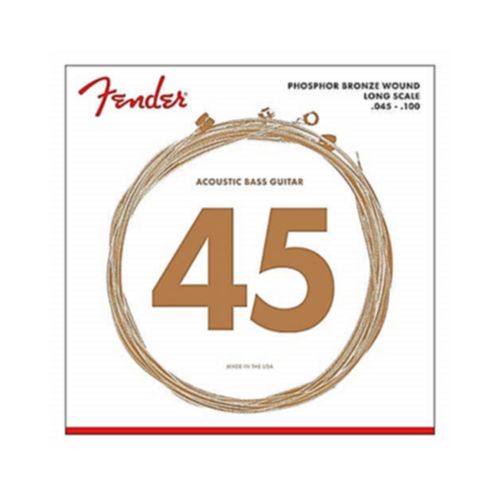 Fender
PHOSPHOR BRONZE WOUND
LONG SCALE
.045 - .100
ACOUSTIC BASS GUITAR
45
MADE IN THE USA